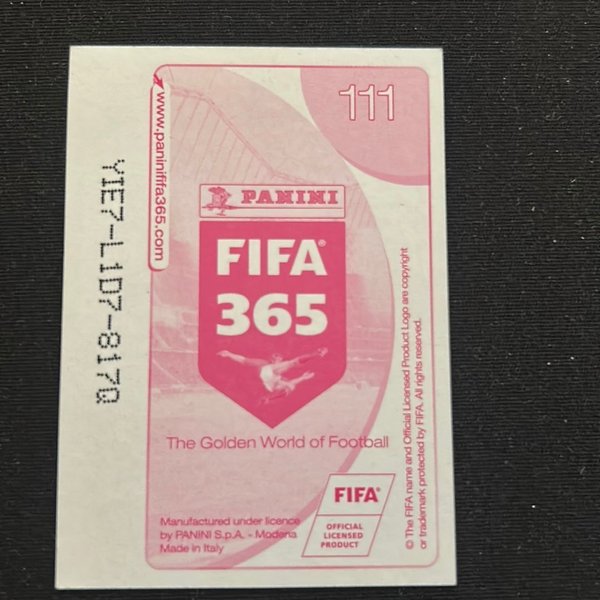 111
www.paninififa365.com
YIE7-L1D7-817Q
PANINI
FIFA®
365
The Golden World of Football
FIFA®
OFFICIAL
LICENSED
PRODUCT
Manufactured under licence
by PANINI S.p.A. - Modena
Made in Italy
© The FIFA name and Official Licensed Product Logo are copyright
or trademark protected by FIFA. All rights reserved.